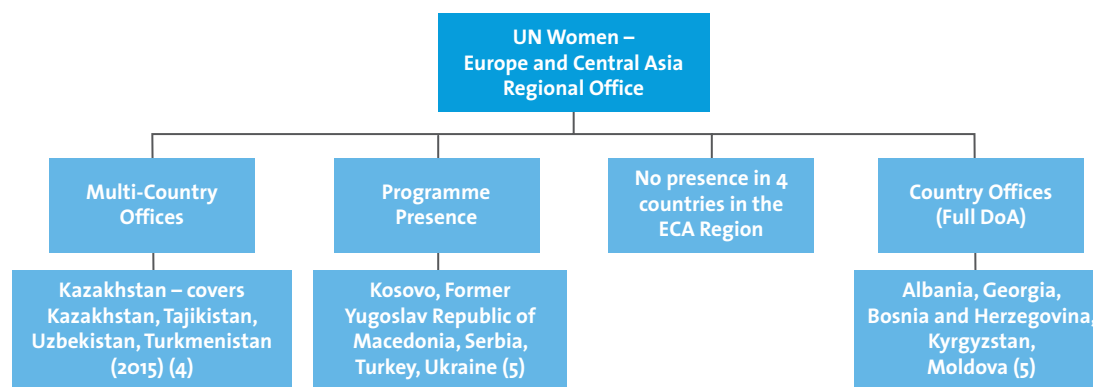 UN Women –
Europe and Central Asia
Regional Office
Multi-Country
Offices
Programme
Presence
No presence in 4
countries in the
ECA Region
Country Offices
(Full DoA)
Kazakhstan – covers
Kazakhstan, Tajikistan,
Uzbekistan, Turkmenistan
(2015) (4)
Kosovo, Former
Yugoslav Republic of
Macedonia, Serbia,
Turkey, Ukraine (5)
Albania, Georgia,
Bosnia and Herzegovina,
Kyrgyzstan,
Moldova (5)